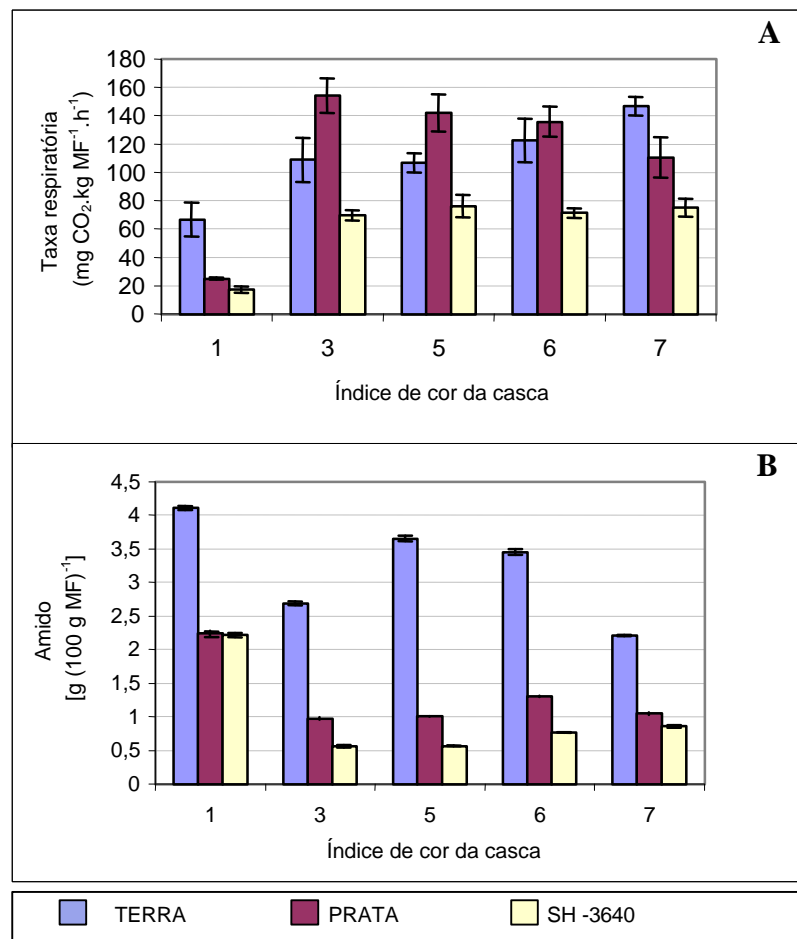 A
Taxa respiratória
(mg CO₂.kg MF⁻¹.h⁻¹)
180
160
140
120
100
80
60
40
20
0
1 3 5 6 7
Índice de cor da casca
B
Amido
[g (100 g MF)⁻¹]
4,5
4
3,5
3
2,5
2
1,5
1
0,5
0
1 3 5 6 7
Índice de cor da casca
TERRA PRATA SH -3640